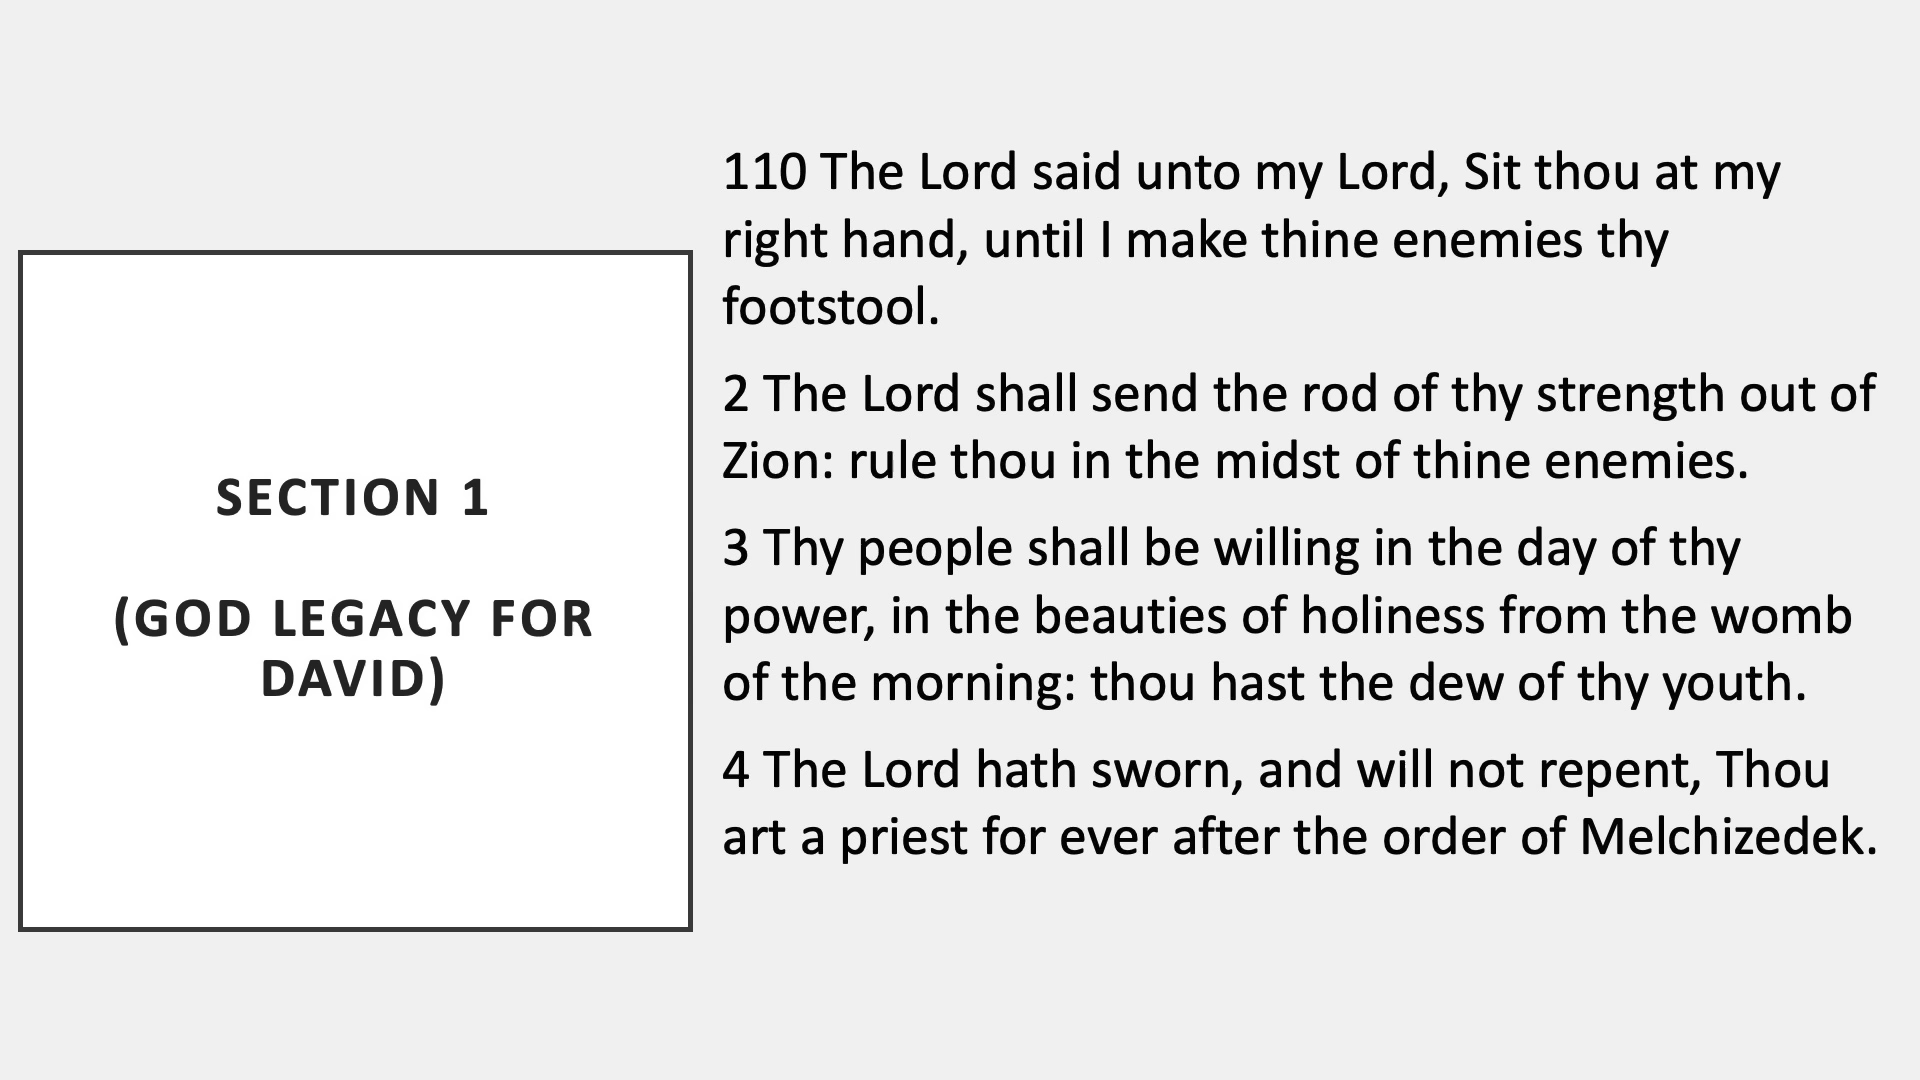 SECTION 1
(GOD LEGACY FOR
DAVID)
110 The Lord said unto my Lord, Sit thou at my
right hand, until I make thine enemies thy
footstool.
2 The Lord shall send the rod of thy strength out of
Zion: rule thou in the midst of thine enemies.
3 Thy people shall be willing in the day of thy
power, in the beauties of holiness from the womb
of the morning: thou hast the dew of thy youth.
4 The Lord hath sworn, and will not repent, Thou
art a priest for ever after the order of Melchizedek.